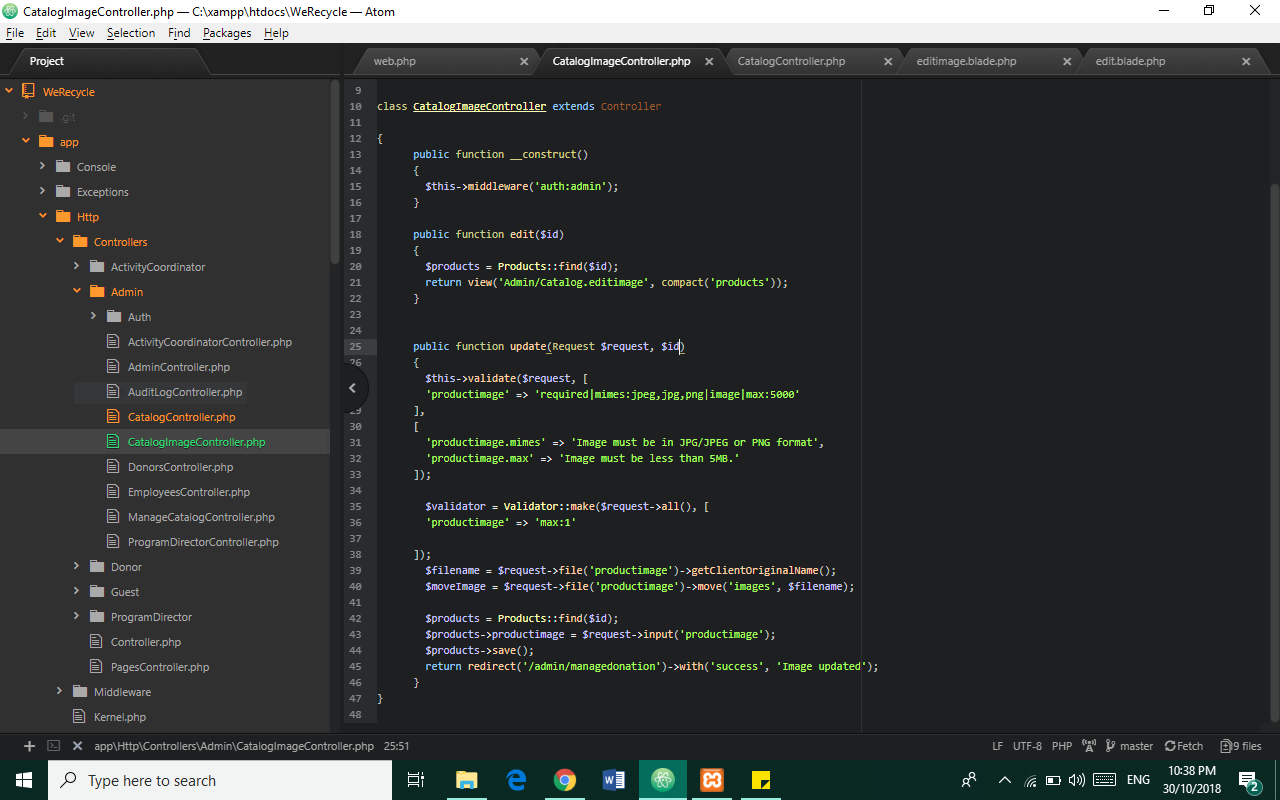 CatalogImageController.php — C:\xampp\htdocs\WeRecycle — Atom
File Edit View Selection Find Packages Help
Project
WeRecycle
.git
app
Console
Exceptions
Http
Controllers
ActivityCoordinator
Admin
Auth
ActivityCoordinatorController.php
AdminController.php
AuditLogController.php
CatalogController.php
CatalogImageController.php
DonorsController.php
EmployeesController.php
ManageCatalogController.php
ProgramDirectorController.php
Donor
Guest
ProgramDirector
Controller.php
PagesController.php
Middleware
Kernel.php
web.php CatalogImageController.php CatalogController.php editimage.blade.php edit.blade.php
9
10 class CatalogImageController extends Controller
11
12 {
13 public function __construct()
14 {
15 $this->middleware('auth:admin');
16 }
17
18 public function edit($id)
19 {
20 $products = Products::find($id);
21 return view('Admin/Catalog.editimage', compact('products'));
22 }
23
24
25 public function update(Request $request, $id)
26 {
$this->validate($request, [
'productimage' => 'required|mimes:jpeg,jpg,png|image|max:5000'
29 ],
30 [
31 'productimage.mimes' => 'Image must be in JPG/JPEG or PNG format',
32 'productimage.max' => 'Image must be less than 5MB.'
33 ]);
34
35 $validator = Validator::make($request->all(), [
36 'productimage' => 'max:1'
37
38 ]);
39 $filename = $request->file('productimage')->getClientOriginalName();
40 $moveImage = $request->file('productimage')->move('images', $filename);
41
42 $products = Products::find($id);
43 $products->productimage = $request->input('productimage');
44 $products->save();
45 return redirect('/admin/managedonation')->with('success', 'Image updated');
46 }
47 }
48
app\Http\Controllers\Admin\CatalogImageController.php 25:51
LF UTF-8 PHP master Fetch 9 files
Type here to search
ENG
10:38 PM
30/10/2018
2